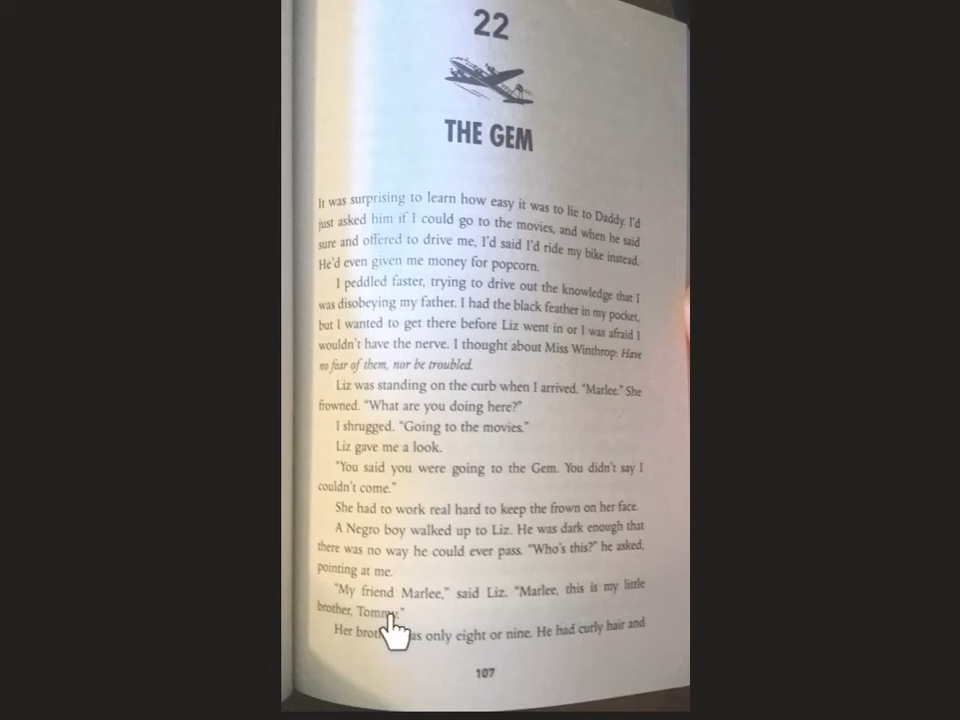 22
THE GEM
It was surprising to learn how easy it was to lie to Daddy. I'd
just asked him if I could go to the movies, and when he said
sure and offered to drive me, I'd said I'd ride my bike instead.
He'd even given me money for popcorn.
I peddled faster, trying to drive out the knowledge that I
was disobeying my father. I had the black feather in my pocket,
but I wanted to get there before Liz went in or I was afraid I
wouldn't have the nerve. I thought about Miss Winthrop: Have
no fear of them, nor be troubled.
Liz was standing on the curb when I arrived. "Marlee." She
frowned. "What are you doing here?"
I shrugged. "Going to the movies."
Liz gave me a look.
"You said you were going to the Gem. You didn't say I
couldn't come."
She had to work real hard to keep the frown on her face.
A Negro boy walked up to Liz. He was dark enough that
there was no way he could ever pass. "Who's this?" he asked,
pointing at me.
"My friend Marlee," said Liz. "Marlee, this is my little
brother, Tommy."
Her only eight or nine. He had curly hair and
107